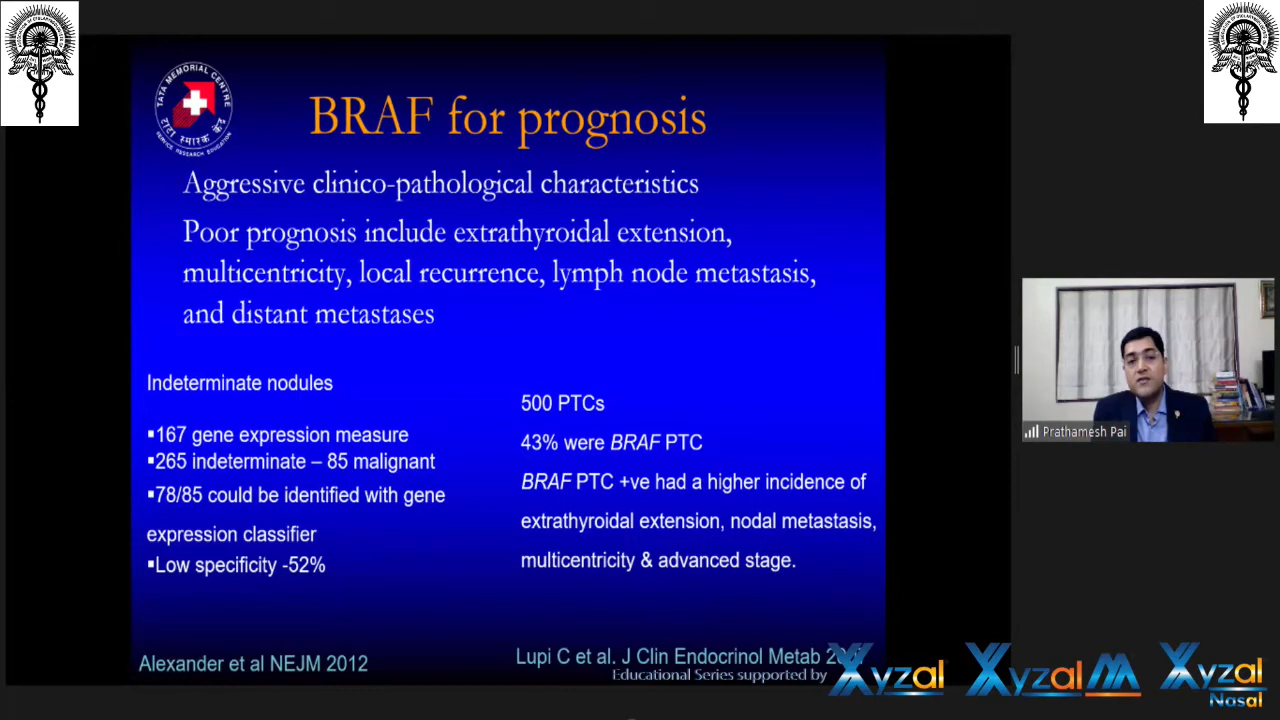 TATA MEMORIAL CENTRE
टाटा स्मारक केंद्र
SERVICE RESEARCH EDUCATION
BRAF for prognosis
Aggressive clinico-pathological characteristics
Poor prognosis include extrathyroidal extension,
multicentricity, local recurrence, lymph node metastasis,
and distant metastases
Indeterminate nodules
▪167 gene expression measure
▪265 indeterminate – 85 malignant
▪78/85 could be identified with gene
expression classifier
▪Low specificity -52%
Alexander et al NEJM 2012
500 PTCs
43% were BRAF PTC
BRAF PTC +ve had a higher incidence of
extrathyroidal extension, nodal metastasis,
multicentricity & advanced stage.
Lupi C et al. J Clin Endocrinol Metab
Prathamesh Pai
Educational Series supported by
Xyzal
Xyzal M
Xyzal
Nasal